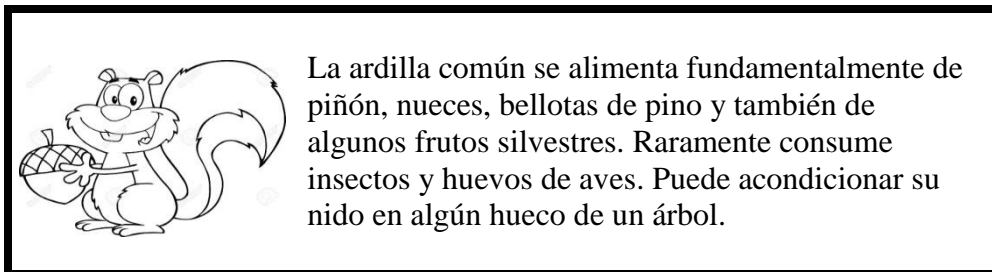 La ardilla común se alimenta fundamentalmente de
piñón, nueces, bellotas de pino y también de
algunos frutos silvestres. Raramente consume
insectos y huevos de aves. Puede acondicionar su
nido en algún hueco de un árbol.